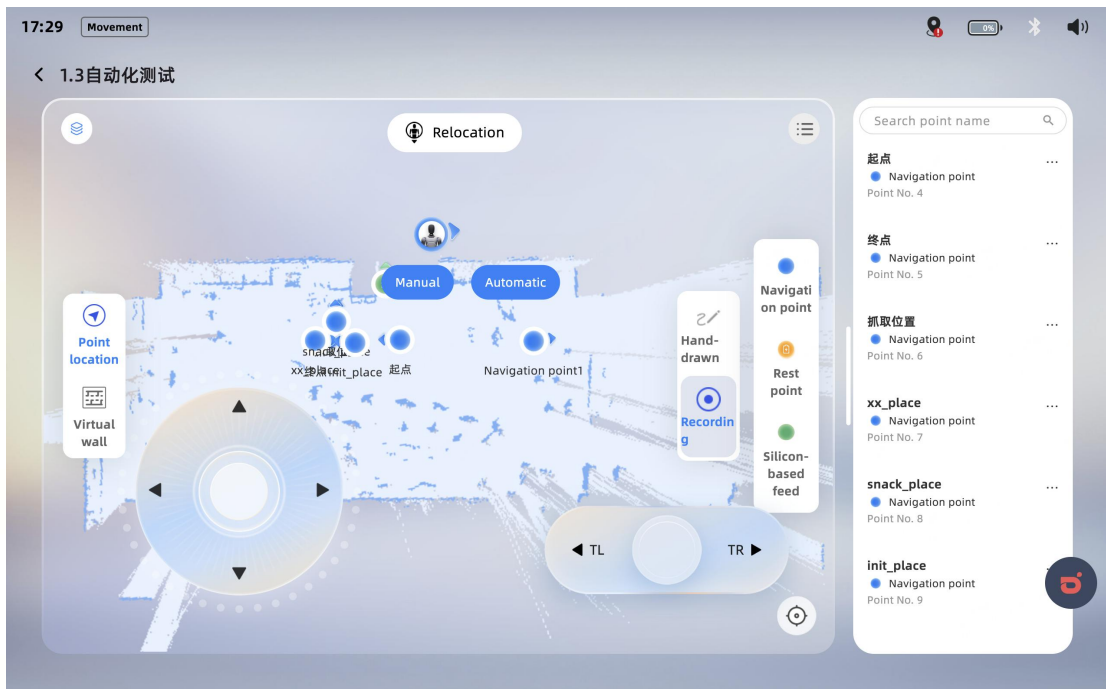 17:29
Movement
0%
1.3自动化测试
Relocation
Search point name
起点
...
Navigation point
Point No. 4
终点
...
Navigation point
Point No. 5
抓取位置
...
Navigation point
Point No. 6
xx_place
...
Navigation point
Point No. 7
snack_place
...
Navigation point
Point No. 8
init_place
Navigation point
Point No. 9
Manual
Automatic
Point
location
Virtual
wall
起点
Navigation point1
init_place
Hand-
drawn
Recordin
g
Navigati
on point
Rest
point
Silicon-
based
feed
TL
TR